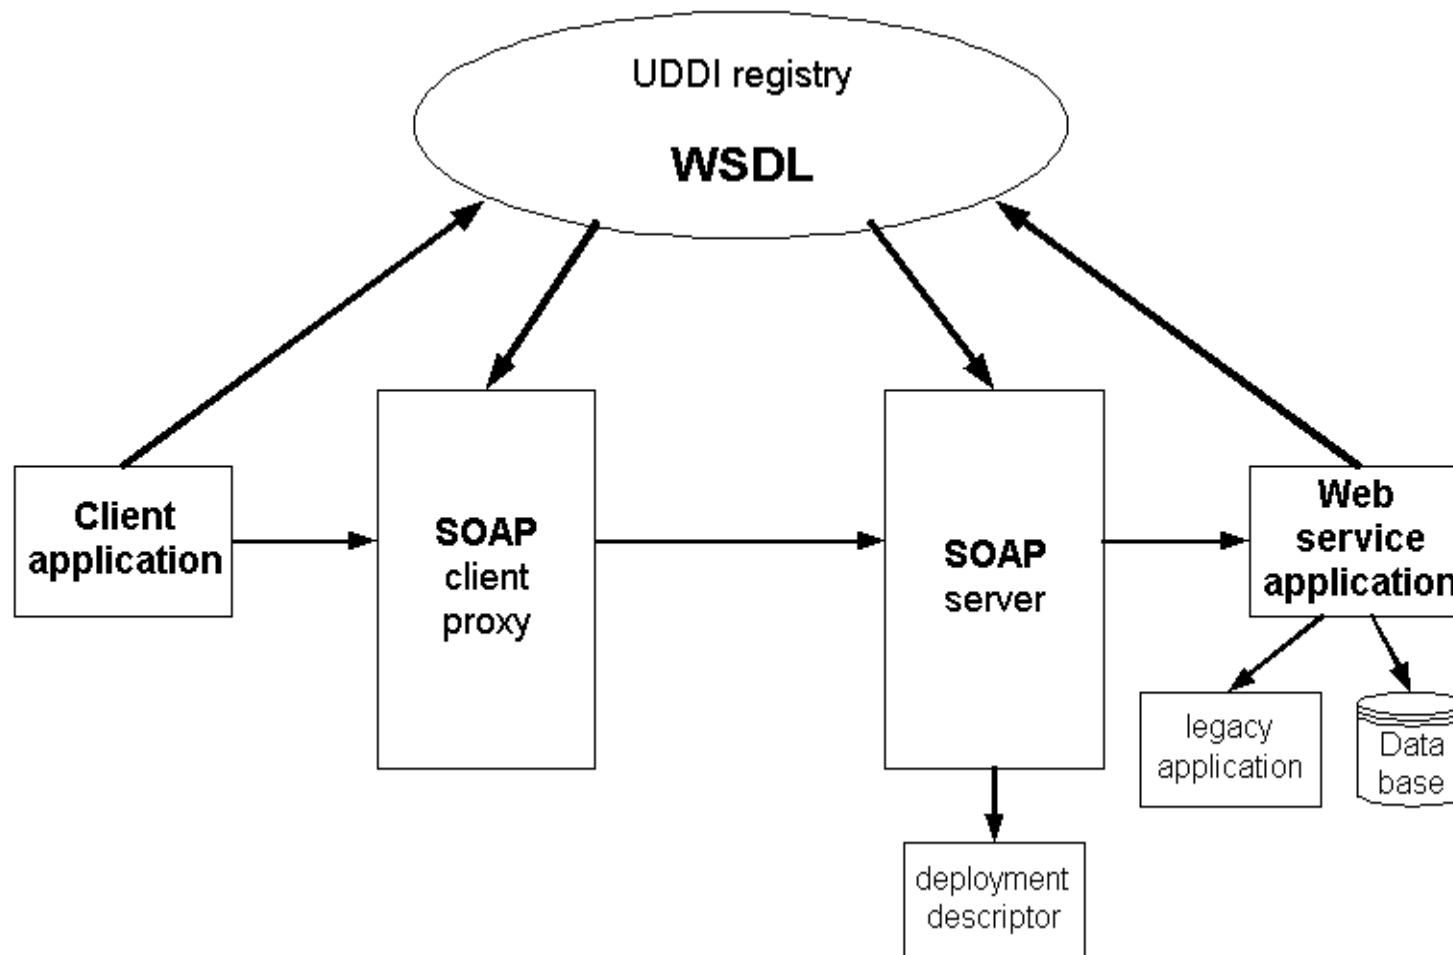 UDDI registry
WSDL
Client
application
SOAP
client
proxy
SOAP
server
Web
service
application
legacy
application
Data
base
deployment
descriptor